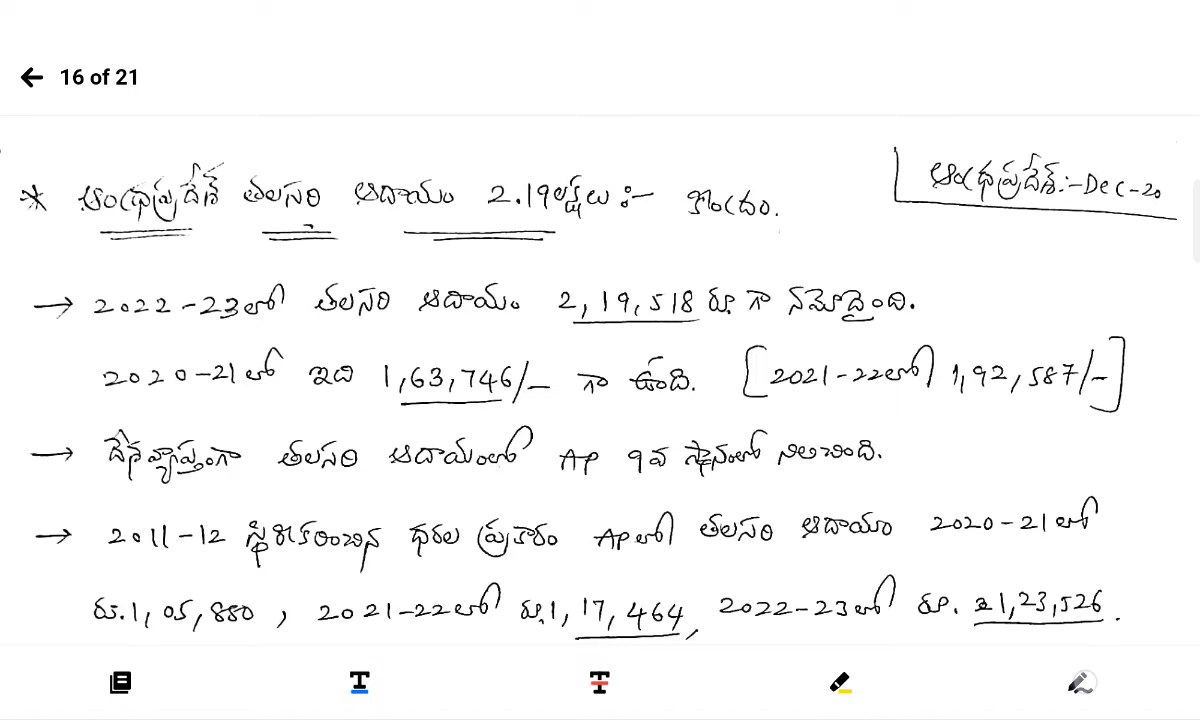 16 of 21
ఆంధ్రప్రదేశ్:- Dec-20
* ఆంధ్రప్రదేశ్ తలసరి ఆదాయం 2.19లక్షలు :- కేంద్రం.
→ 2022-23లో తలసరి ఆదాయం 2,19,518 రూ. గా నమోదైంది.
2020-21లో ఇది 1,63,746/- గా ఉంది. [2021-22లో 1,92,587/-]
→ దేశవ్యాప్తంగా తలసరి ఆదాయంలో AP 9వ స్థానంలో నిలిచింది.
→ 2011-12 స్థిరీకరించిన ధరల ప్రకారం APలో తలసరి ఆదాయం 2020-21లో
రు.1,05,880, 2021-22లో రూ.1,17,464, 2022-23లో రూ. 1,23,526.